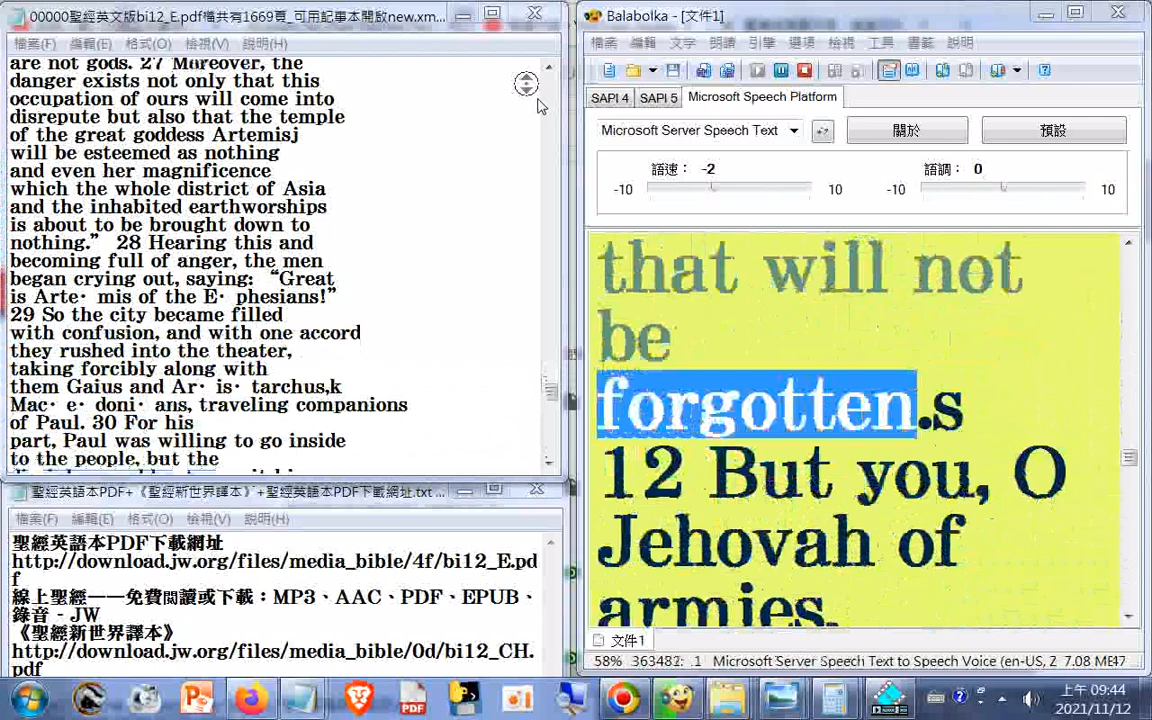 00000聖經英文版bi12_E.pdf檔共有1669頁_可用記事本開啟new.xm...
檔案(F) 編輯(E) 格式(O) 檢視(V) 說明(H)
are not gods. 27 Moreover, the
danger exists not only that this
occupation of ours will come into
disrepute but also that the temple
of the great goddess Artemisj
will be esteemed as nothing
and even her magnificence
which the whole district of Asia
and the inhabited earthworships
is about to be brought down to
nothing.” 28 Hearing this and
becoming full of anger, the men
began crying out, saying: “Great
is Arte· mis of the E· phesians!”
29 So the city became filled
with confusion, and with one accord
they rushed into the theater,
taking forcibly along with
them Gaius and Ar· is· tarchus,k
Mac· e· doni· ans, traveling companions
of Paul. 30 For his
part, Paul was willing to go inside
to the people, but the
聖經英語本PDF+《聖經新世界譯本》+聖經英語本PDF下載網址.txt ...
檔案(F) 編輯(E) 格式(O) 檢視(V) 說明(H)
聖經英語本PDF下載網址
http://download.jw.org/files/media_bible/4f/bi12_E.pd
f
線上聖經——免費閱讀或下載：MP3、AAC、PDF、EPUB、
錄音 - JW
《聖經新世界譯本》
http://download.jw.org/files/media_bible/0d/bi12_CH.
pdf
Balabolka - [文件1]
檔案 編輯 文字 朗讀 引擎 選項 檢視 工具 書籤 說明
SAPI 4 SAPI 5 Microsoft Speech Platform
Microsoft Server Speech Text 關於 預設
語速： -2 語調： 0
-10 10 -10 10
that will not
be
forgotten.s
12 But you, O
Jehovah of
armies,
文件1
58% 363482: 1 Microsoft Server Speech Text to Speech Voice (en-US, 2 7.08 ME47
PDF
上午 09:44
2021/11/12